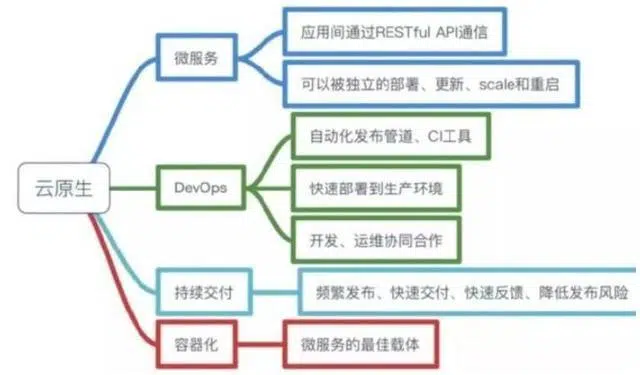 云原生
微服务
应用间通过RESTful API通信
可以被独立的部署、更新、scale和重启
DevOps
自动化发布管道、CI工具
快速部署到生产环境
开发、运维协同合作
持续交付
频繁发布、快速交付、快速反馈、降低发布风险
容器化
微服务的最佳载体